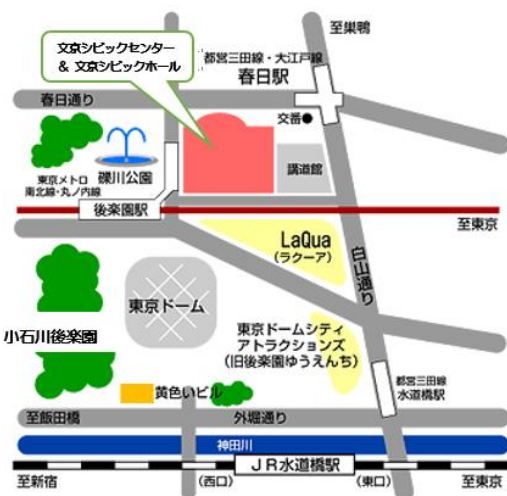 至巣鴨
文京シビックセンター
& 文京シビックホール
都営三田線・大江戸線
春日駅
春日通り
交番
講道館
礫川公園
東京メトロ
南北線・丸ノ内線
後楽園駅
至東京
LaQua
(ラクーア)
白山通り
東京ドーム
小石川後楽園
東京ドームシティ
アトラクションズ
(旧後楽園ゆうえんち)
都営三田線
水道橋駅
黄色いビル
至飯田橋
外堀通り
神田川
JR水道橋駅
至新宿
(西口)
(東口)
至東京